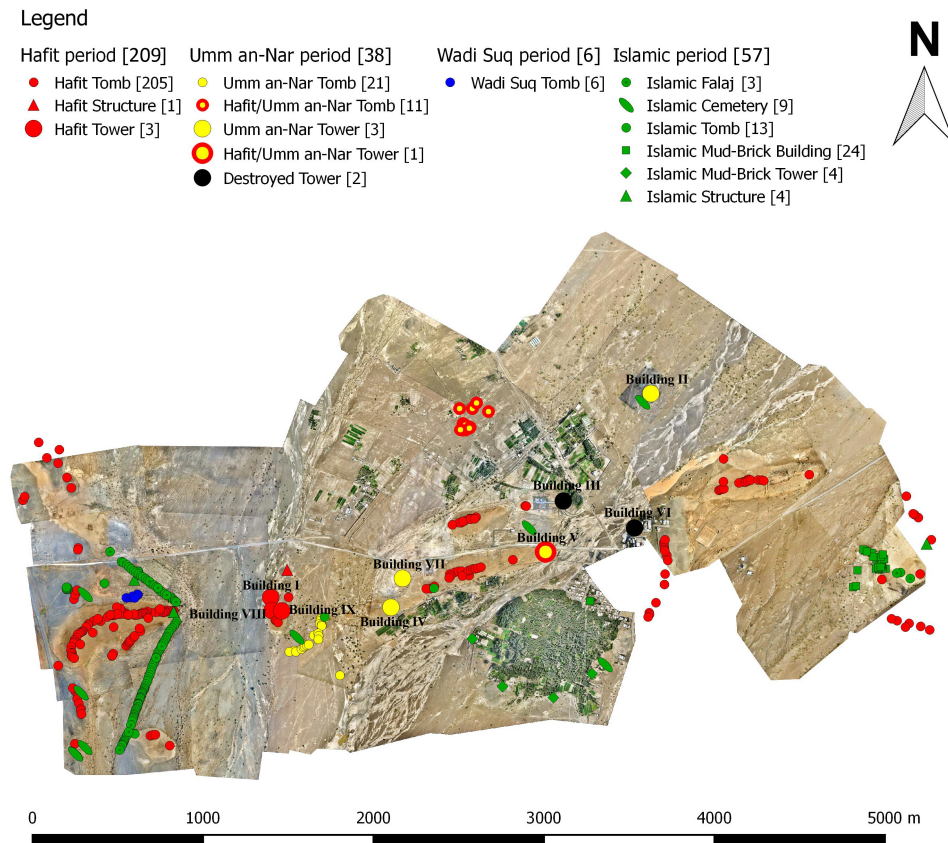 Legend
Hafit period [209]
Hafit Tomb [205]
Hafit Structure [1]
Hafit Tower [3]
Umm an-Nar period [38]
Umm an-Nar Tomb [21]
Hafit/Umm an-Nar Tomb [11]
Umm an-Nar Tower [3]
Hafit/Umm an-Nar Tower [1]
Destroyed Tower [2]
Wadi Suq period [6]
Wadi Suq Tomb [6]
Islamic period [57]
Islamic Falaj [3]
Islamic Cemetery [9]
Islamic Tomb [13]
Islamic Mud-Brick Building [24]
Islamic Mud-Brick Tower [4]
Islamic Structure [4]
N
Building II
Building III
Building VI
Building V
Building VII
Building I
Building VIII
Building IX
Building IV
0 1000 2000 3000 4000 5000 m